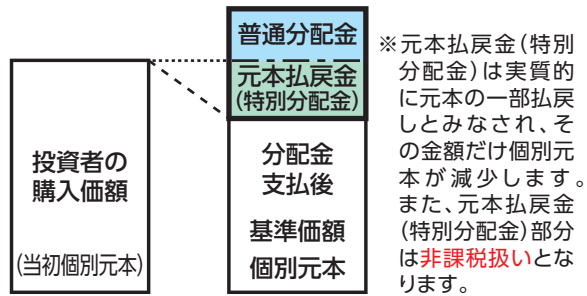 普通分配金
元本払戻金
(特別分配金)
投資者の
購入価額
(当初個別元本)
分配金
支払後
基準価額
個別元本
※元本払戻金(特別
分配金)は実質的
に元本の一部払戻
しとみなされ、そ
の金額だけ個別元
本が減少します。
また、元本払戻金
(特別分配金)部分
は非課税扱いとな
ります。